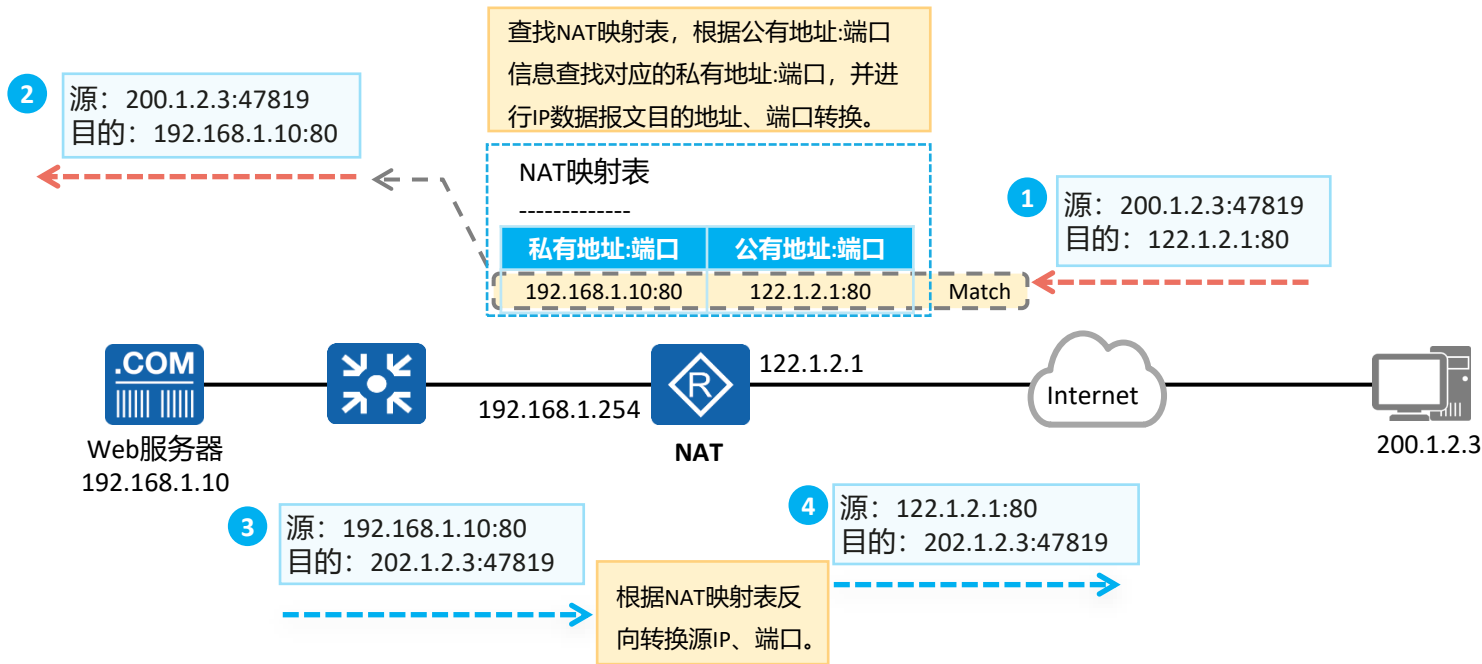 查找NAT映射表，根据公有地址:端口
信息查找对应的私有地址:端口，并进
行IP数据报文目的地址、端口转换。
2
源：200.1.2.3:47819
目的：192.168.1.10:80
NAT映射表
-------------
私有地址:端口 公有地址:端口
192.168.1.10:80 122.1.2.1:80 Match
1
源：200.1.2.3:47819
目的：122.1.2.1:80
.COM
Web服务器
192.168.1.10
192.168.1.254
R
122.1.2.1
NAT
Internet
200.1.2.3
3
源：192.168.1.10:80
目的：202.1.2.3:47819
根据NAT映射表反
向转换源IP、端口。
4
源：122.1.2.1:80
目的：202.1.2.3:47819